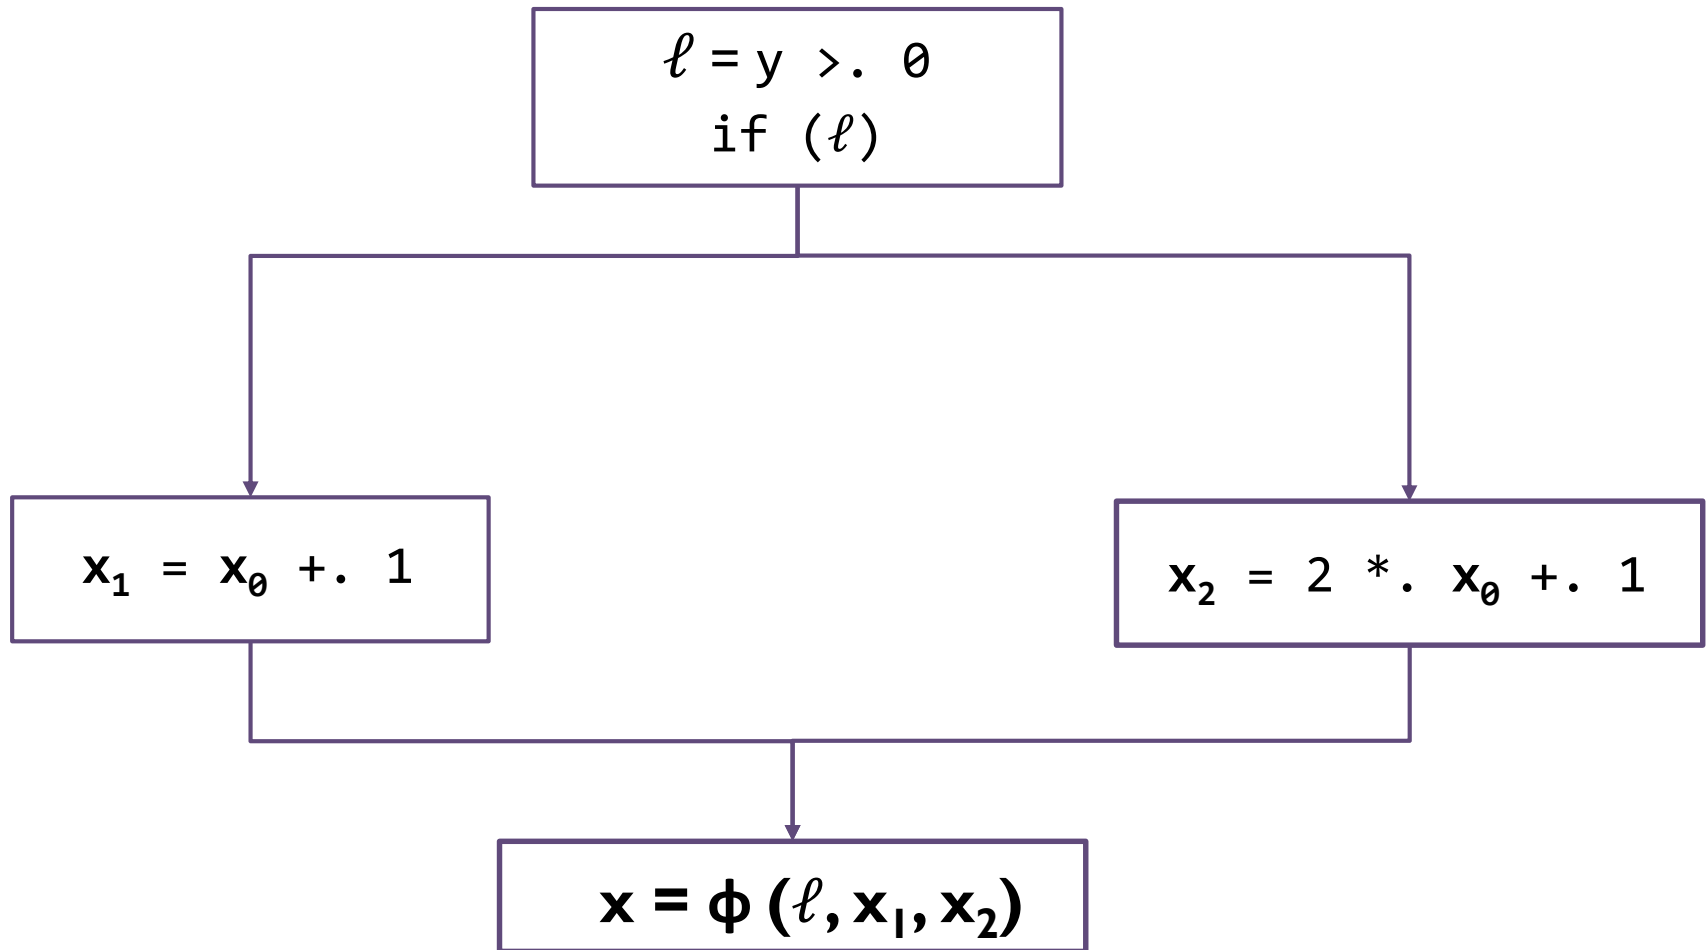 ℓ = y >. 0
if (ℓ)
x₁ = x₀ +. 1
x₂ = 2 *. x₀ +. 1
x = ϕ (ℓ, x₁, x₂)